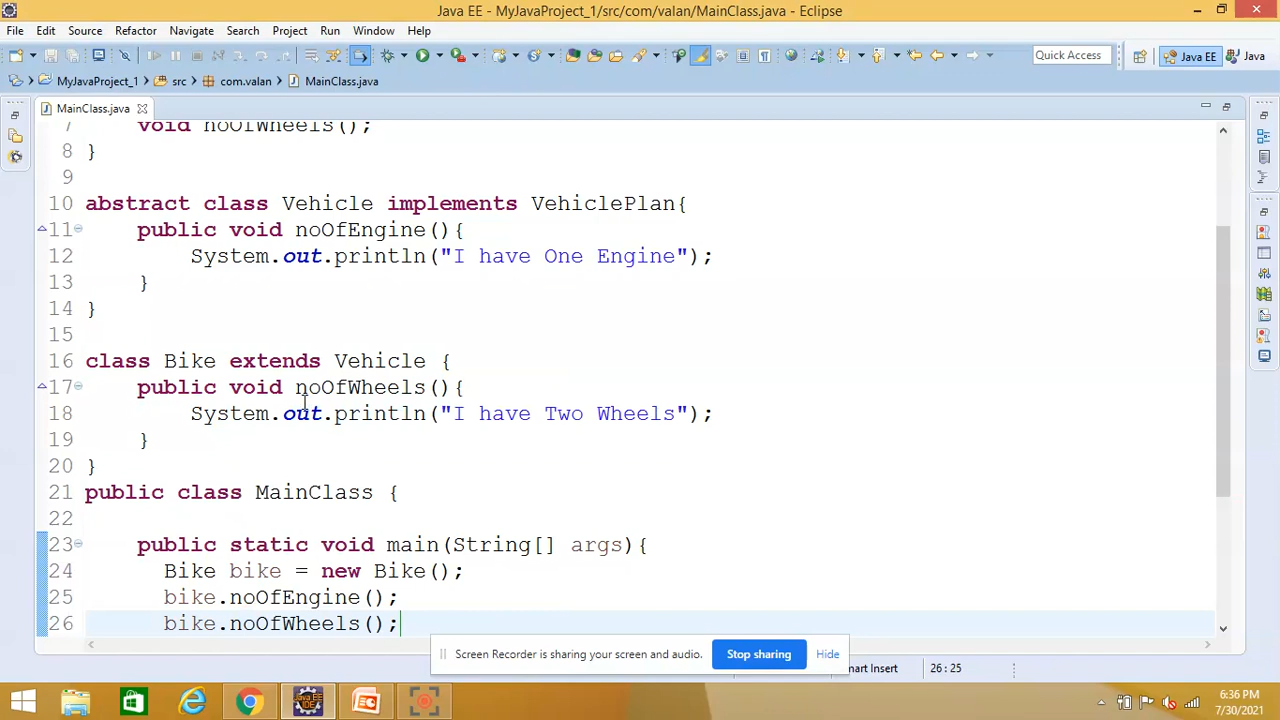 Java EE - MyJavaProject_1/src/com/valan/MainClass.java - Eclipse
File Edit Source Refactor Navigate Search Project Run Window Help
Quick Access Java EE Java
MyJavaProject_1 src com.valan MainClass.java
MainClass.java
7 void noOfWheels();
8 }
9
10 abstract class Vehicle implements VehiclePlan{
11 public void noOfEngine(){
12 System.out.println("I have One Engine");
13 }
14 }
15
16 class Bike extends Vehicle {
17 public void noOfWheels(){
18 System.out.println("I have Two Wheels");
19 }
20 }
21 public class MainClass {
22
23 public static void main(String[] args){
24 Bike bike = new Bike();
25 bike.noOfEngine();
26 bike.noOfWheels();
Screen Recorder is sharing your screen and audio. Stop sharing Hide
mart Insert 26:25
Java EE IDE
6:36 PM
7/30/2021